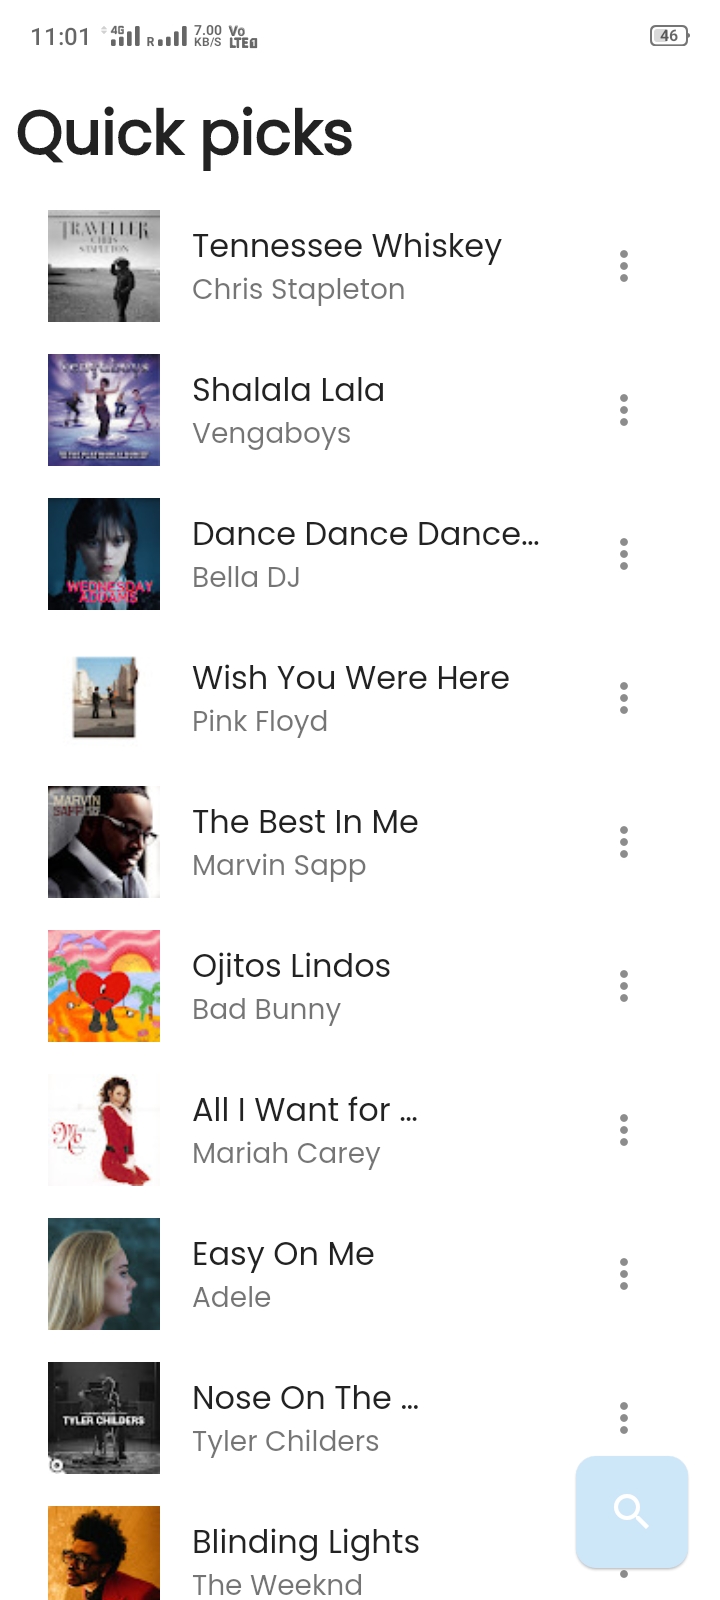 11:01 4G R 7.00 KB/S Vo LTE 46
Quick picks
TRAVELLER
CHRIS
STAPLETON
Tennessee Whiskey
Chris Stapleton
vengaboys
Shalala Lala
Vengaboys
WEDNESDAY
ADDAMS
Dance Dance Dance...
Bella DJ
Wish You Were Here
Pink Floyd
MARVIN
SAPP
The Best In Me
Marvin Sapp
Ojitos Lindos
Bad Bunny
All I Want for ...
Mariah Carey
Easy On Me
Adele
TYLER CHILDERS
Nose On The ...
Tyler Childers
Blinding Lights
The Weeknd